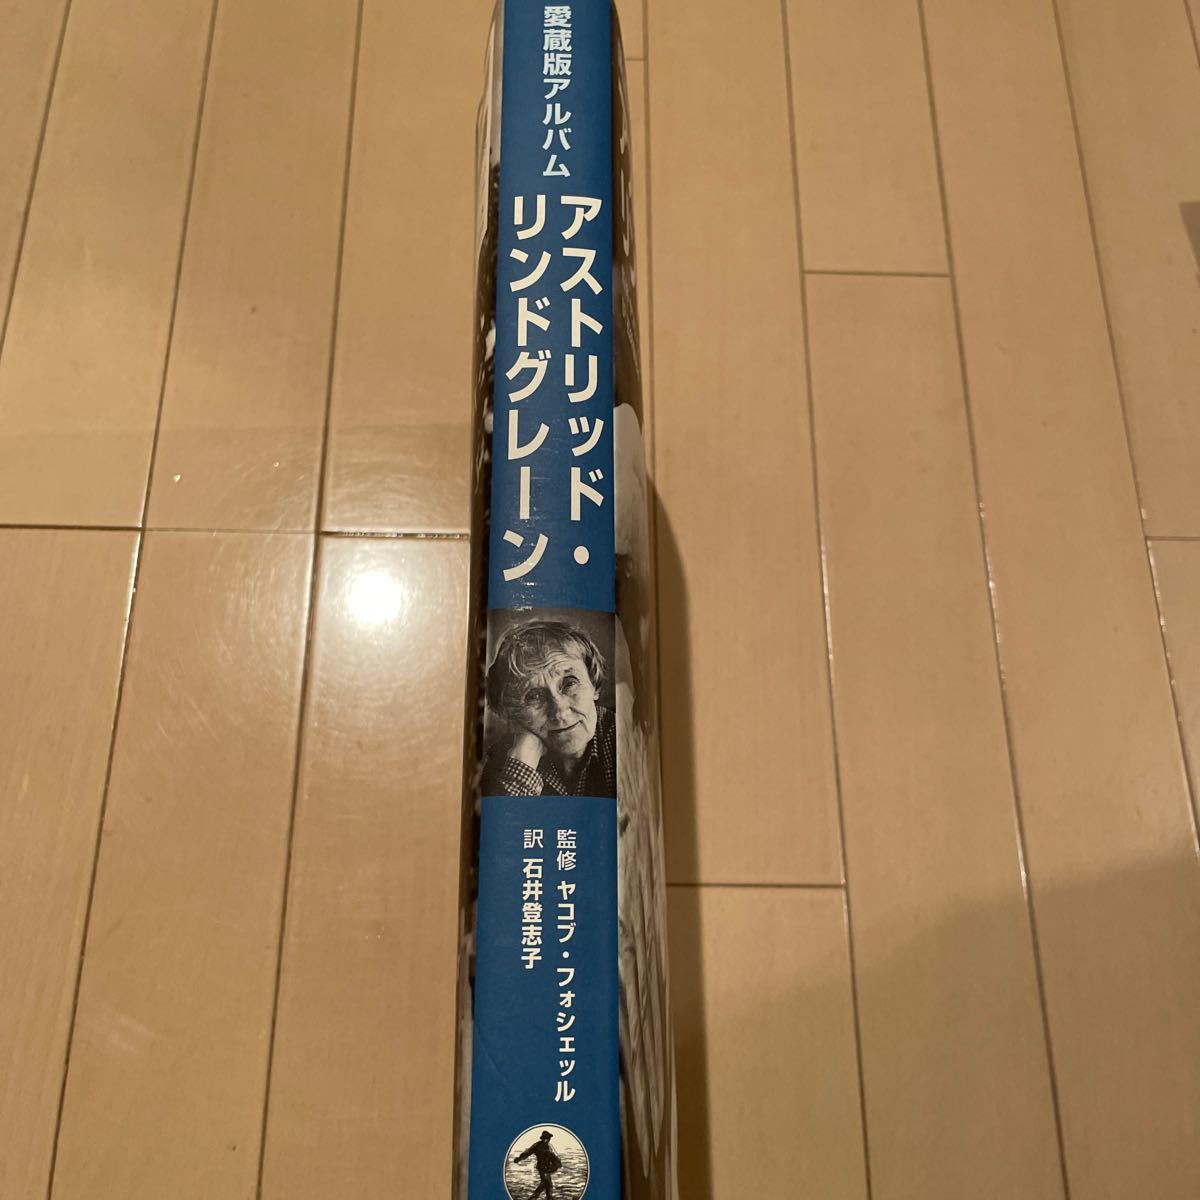 愛蔵版アルバム
アストリッド・
リンドグレーン
監修 ヤコブ・フォシェッル
訳 石井登志子